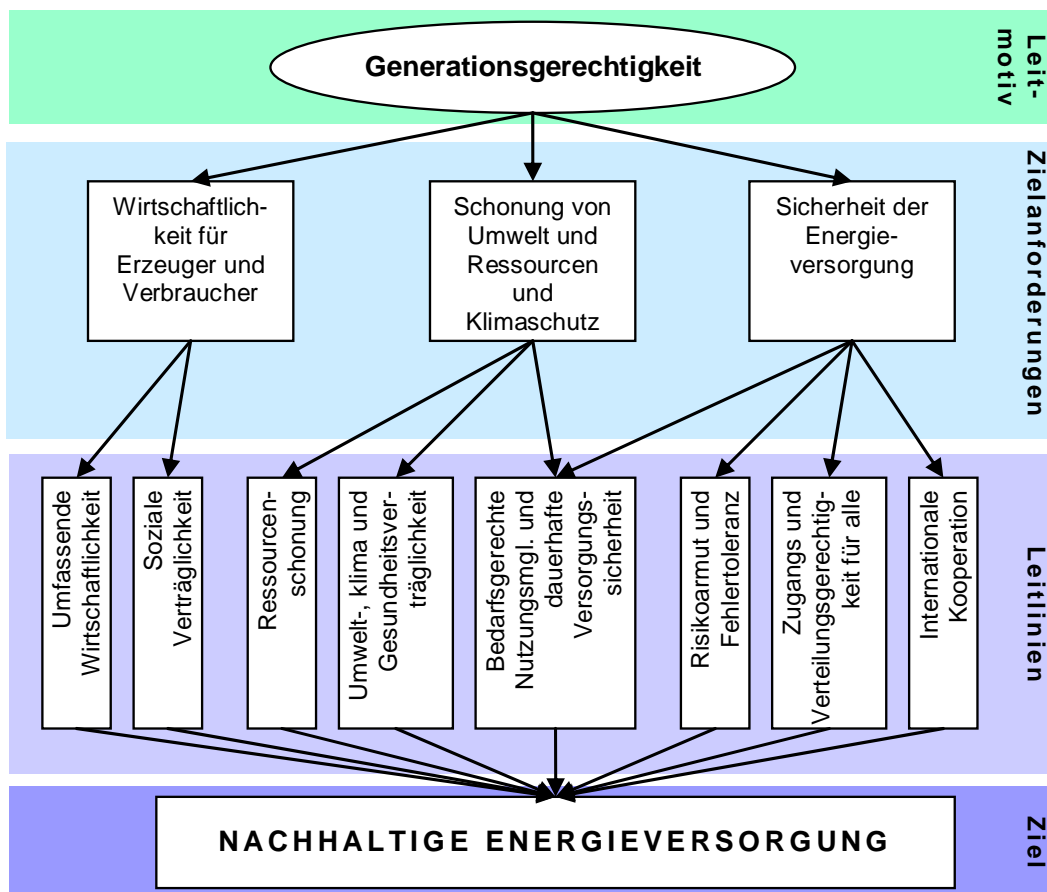 Generationsgerechtigkeit
Leit-
motiv
Wirtschaftlich-
keit für
Erzeuger und
Verbraucher
Schonung von
Umwelt und
Ressourcen
und
Klimaschutz
Sicherheit der
Energie-
versorgung
Zielanforderungen
Umfassende
Wirtschaftlichkeit
Soziale
Verträglichkeit
Ressourcen-
schonung
Umwelt-, klima und
Gesundheitsver-
träglichkeit
Bedarfsgerechte
Nutzungsmgl. und
dauerhafte
Versorgungs-
sicherheit
Risikoarmut und
Fehlertoleranz
Zugangs und
Verteilungsgerechtig-
keit für alle
Internationale
Kooperation
Leitlinien
NACHHALTIGE ENERGIEVERSORGUNG
Ziel